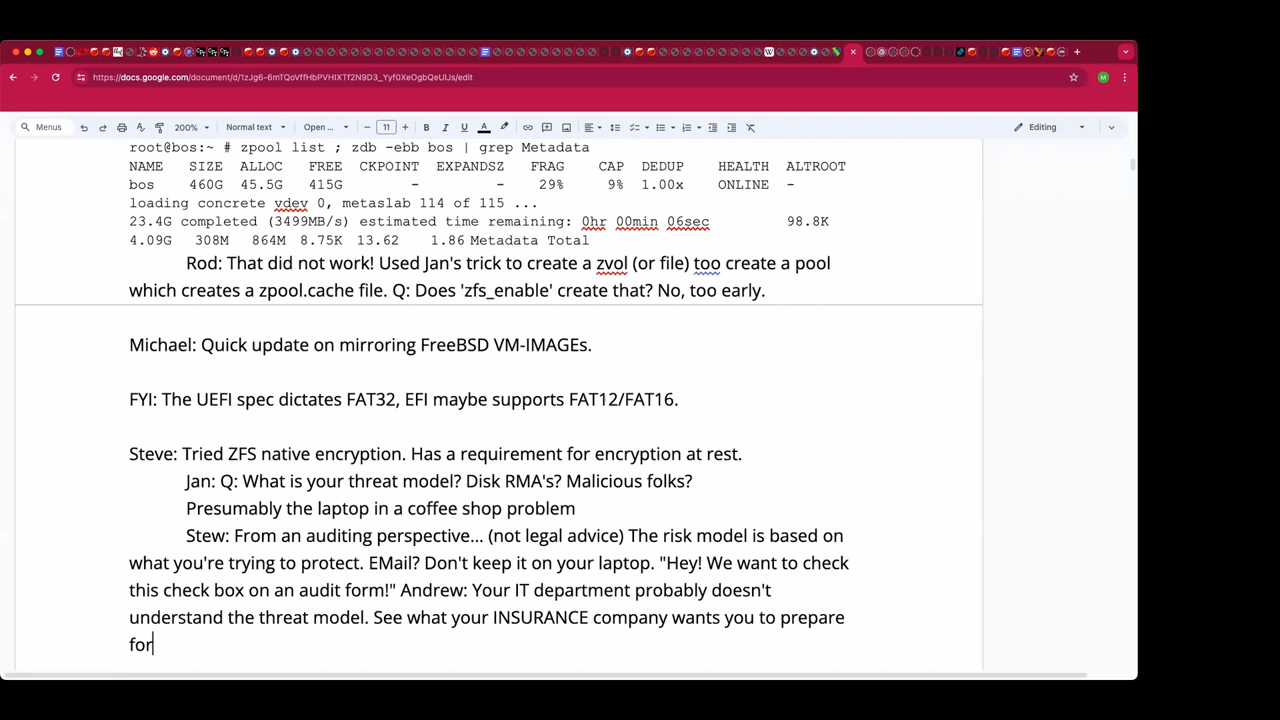 https://docs.google.com/document/d/1zJg6-6mTQoVffHbPVHIXTf2N9D3_Yyf0XeOgbQeUIJs/edit
M
Menus
200%
Normal text
Open ...
11
B I U A
Editing
root@bos:~ # zpool list ; zdb -ebb bos | grep Metadata
NAME SIZE ALLOC FREE CKPOINT EXPANDSZ FRAG CAP DEDUP HEALTH ALTROOT
bos 460G 45.5G 415G - - 29% 9% 1.00x ONLINE -
loading concrete vdev 0, metaslab 114 of 115 ...
23.4G completed (3499MB/s) estimated time remaining: 0hr 00min 06sec 98.8K
4.09G 308M 864M 8.75K 13.62 1.86 Metadata Total
Rod: That did not work! Used Jan's trick to create a zvol (or file) too create a pool
which creates a zpool.cache file. Q: Does 'zfs_enable' create that? No, too early.
Michael: Quick update on mirroring FreeBSD VM-IMAGEs.
FYI: The UEFI spec dictates FAT32, EFI maybe supports FAT12/FAT16.
Steve: Tried ZFS native encryption. Has a requirement for encryption at rest.
Jan: Q: What is your threat model? Disk RMA's? Malicious folks?
Presumably the laptop in a coffee shop problem
Stew: From an auditing perspective... (not legal advice) The risk model is based on
what you're trying to protect. EMail? Don't keep it on your laptop. "Hey! We want to check
this check box on an audit form!" Andrew: Your IT department probably doesn't
understand the threat model. See what your INSURANCE company wants you to prepare
for